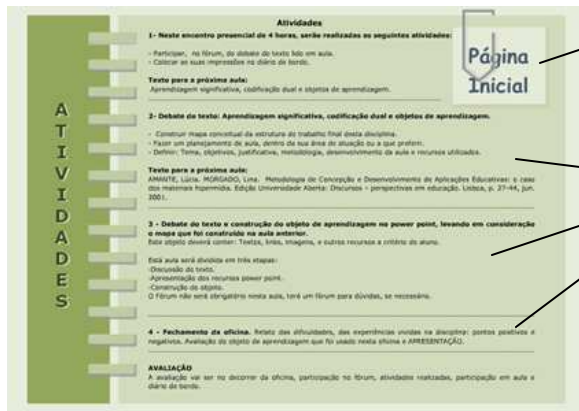 Atividades
1- Neste encontro presencial de 4 horas, serão realizadas as seguintes atividades:
- Participar, no fórum, do debate do texto lido em aula.
- Colocar as suas impressões no diário de bordo.
Texto para a próxima aula:
Aprendizagem significativa, codificação dual e objetos de aprendizagem.
Página
Inicial
ATIVIDADES
2- Debate do texto: Aprendizagem significativa, codificação dual e objetos de aprendizagem.
- Construir mapa conceitual da estrutura do trabalho final desta disciplina.
- Fazer um planejamento de aula, dentro da sua área de atuação ou a que preferir.
- Definir: Tema, objetivos, justificativa, metodologia, desenvolvimento da aula e recursos utilizados.
Texto para a próxima aula:
AMANTE, Lúcia. MORGADO, Lina. Metodologia de Concepção e Desenvolvimento de Aplicações Educativas: o caso
dos materiais hipermídia. Edição Universidade Aberta: Discursos – perspectivas em educação. Lisboa, p. 27-44, jun.
2001.
3 - Debate do texto e construção do objeto de aprendizagem no power point, levando em consideração
o mapa que foi construído na aula anterior.
Este objeto deverá conter: Textos, links, imagens, e outros recursos a critério do aluno.
Está aula será dividida em três etapas:
-Discussão do texto.
-Apresentação dos recursos power point.
-Construção do objeto.
O Fórum não será obrigatório nesta aula, terá um fórum para dúvidas, se necessário.
4 - Fechamento da oficina. Relato das dificuldades, das experiências vividas na disciplina: pontos positivos e
negativos. Avaliação do objeto de aprendizagem que foi usado nesta oficina e APRESENTAÇÃO.
AVALIAÇÃO
A avaliação vai ser no decorrer da oficina, participação no fórum, atividades realizadas, participação em aula e
diário de bordo.